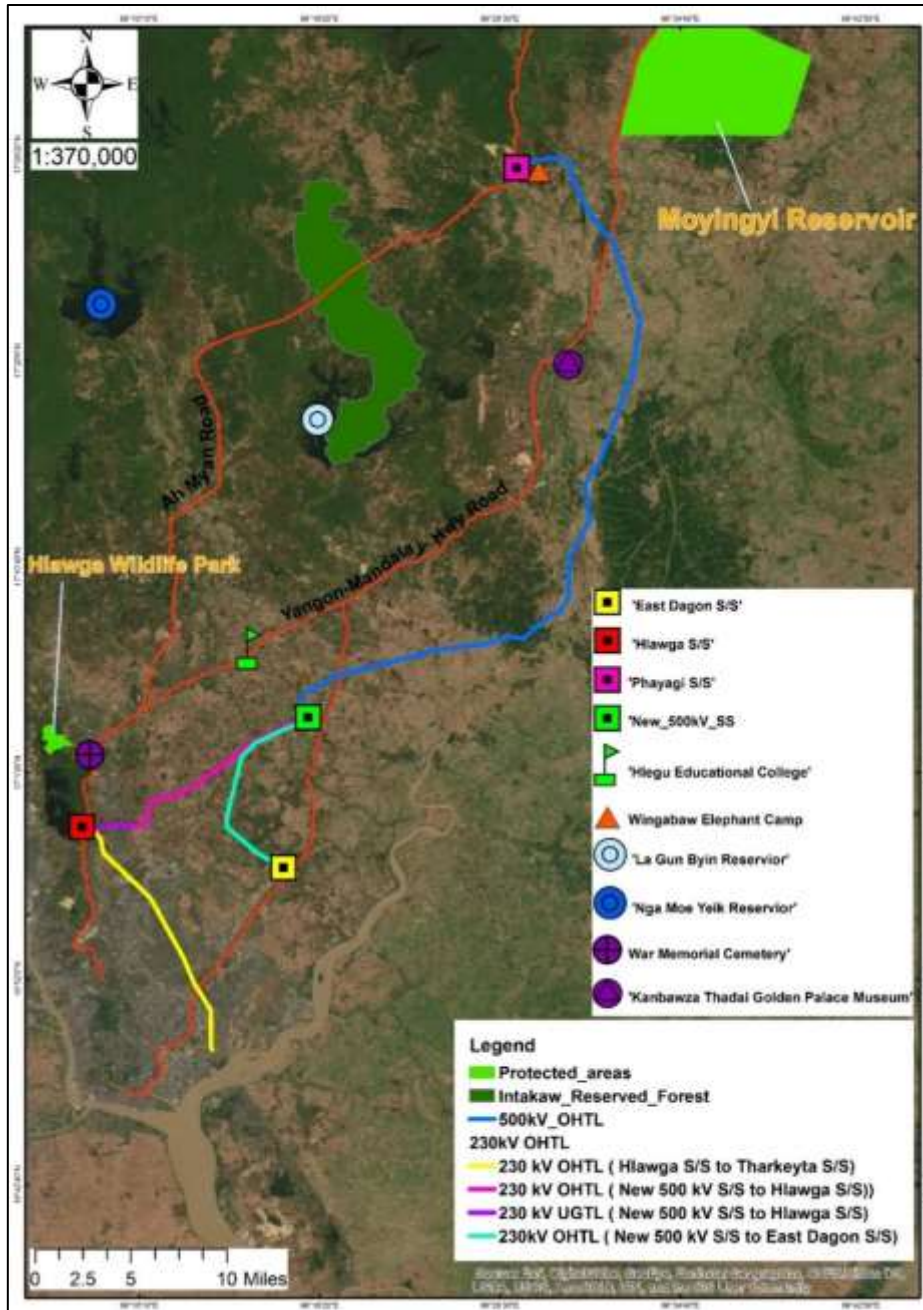 N
W E
S
1:370,000
Moyingyi Reservoir
Ah Myan Road
Hlawga Wildlife Park
Yangon-Mandalay Hwy Road
'East Dagon S/S'
'Hlawga S/S'
'Phayagi S/S'
'New_500kV_SS
'Hlegu Educational College'
Wingabaw Elephant Camp
'La Gun Byin Reservior'
'Nga Moe Yeik Reservior'
War Memorial Cemetery'
'Kanbawza Thadai Golden Palace Museum'
Legend
Protected_areas
Intakaw_Reserved_Forest
500kV_OHTL
230kV OHTL
230 kV OHTL ( Hlawga S/S to Tharkeyta S/S)
230 kV OHTL ( New 500 kV S/S to Hlawga S/S))
230 kV UGTL ( New 500 kV S/S to Hlawga S/S)
230kV OHTL ( New 500 kV S/S to East Dagon S/S)
0 2.5 5 10 Miles